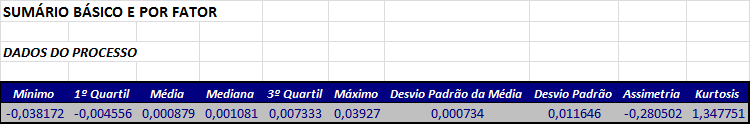 SUMÁRIO BÁSICO E POR FATOR
DADOS DO PROCESSO
Mínimo 1º Quartil Média Mediana 3º Quartil Máximo Desvio Padrão da Média Desvio Padrão Assimetria Kurtosis
-0,038172 -0,004556 0,000879 0,001081 0,007333 0,03927 0,000734 0,011646 -0,280502 1,347751